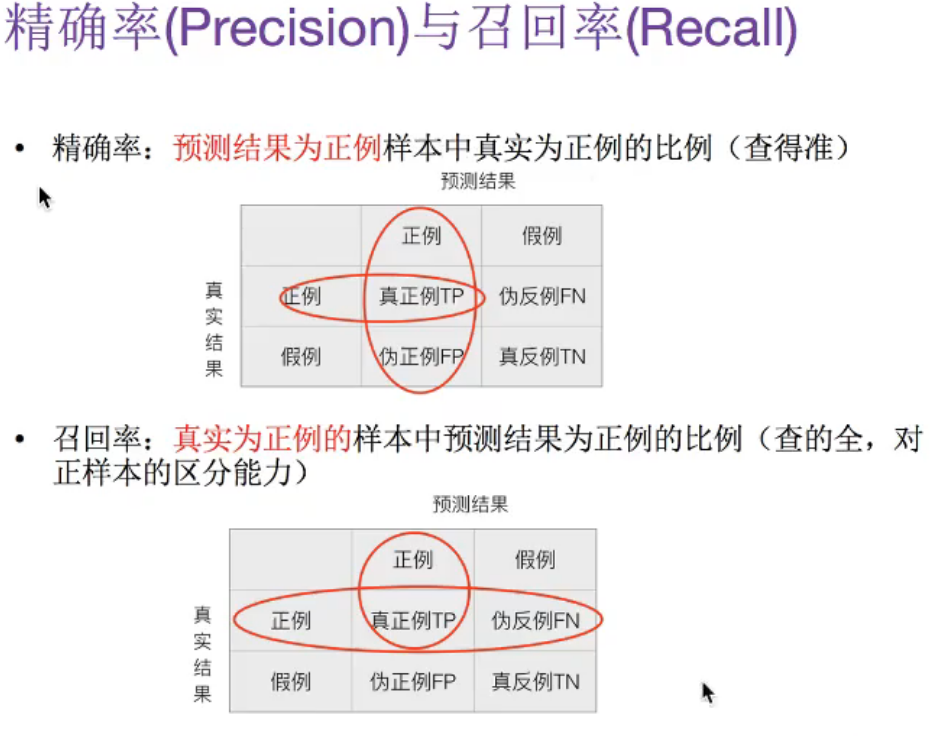 精确率(Precision)与召回率(Recall)
• 精确率：预测结果为正例样本中真实为正例的比例（查得准）
预测结果
正例 假例
真实结果
正例 真正例TP 伪反例FN
假例 伪正例FP 真反例TN
• 召回率：真实为正例的样本中预测结果为正例的比例（查的全，对
正样本的区分能力）
预测结果
正例 假例
真实结果
正例 真正例TP 伪反例FN
假例 伪正例FP 真反例TN